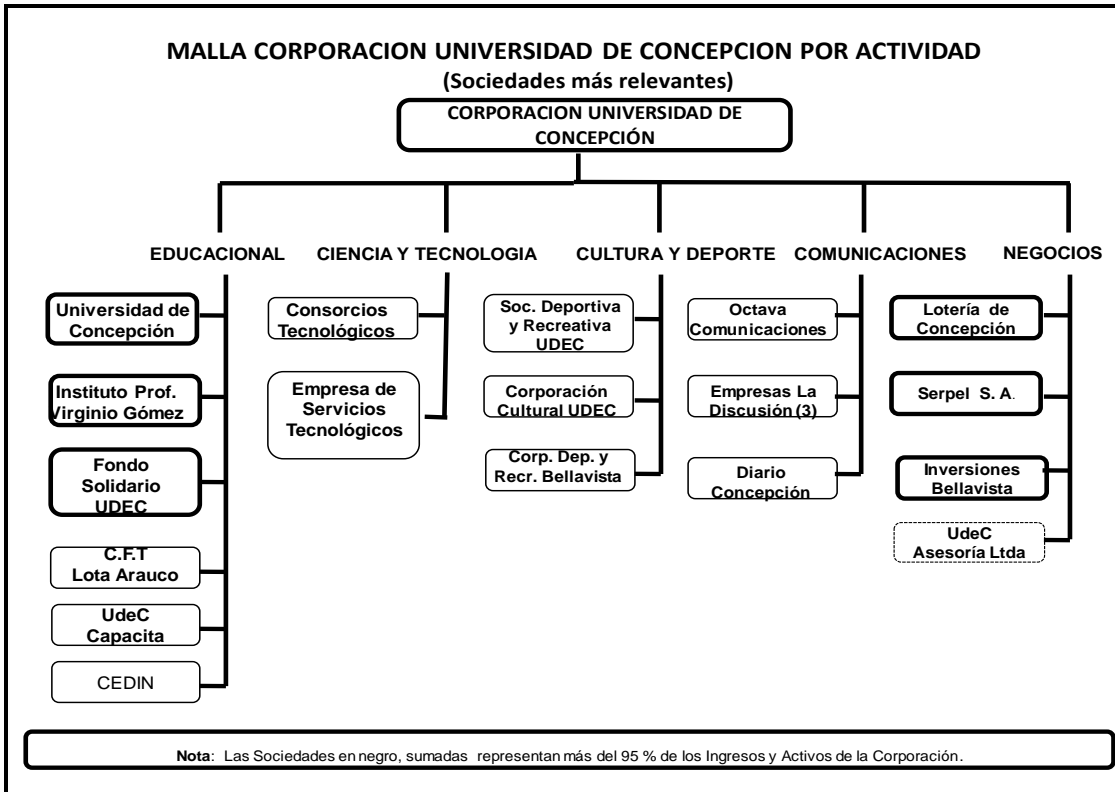 MALLA CORPORACION UNIVERSIDAD DE CONCEPCION POR ACTIVIDAD
(Sociedades más relevantes)
CORPORACION UNIVERSIDAD DE
CONCEPCIÓN
EDUCACIONAL
Universidad de
Concepción
Instituto Prof.
Virginio Gómez
Fondo
Solidario
UDEC
C.F.T
Lota Arauco
UdeC
Capacita
CEDIN
CIENCIA Y TECNOLOGIA
Consorcios
Tecnológicos
Empresa de
Servicios
Tecnológicos
CULTURA Y DEPORTE
Soc. Deportiva
y Recreativa
UDEC
Corporación
Cultural UDEC
Corp. Dep. y
Recr. Bellavista
COMUNICACIONES
Octava
Comunicaciones
Empresas La
Discusión (3)
Diario
Concepción
NEGOCIOS
Lotería de
Concepción
Serpel S. A.
Inversiones
Bellavista
UdeC
Asesoría Ltda
Nota: Las Sociedades en negro, sumadas representan más del 95 % de los Ingresos y Activos de la Corporación.